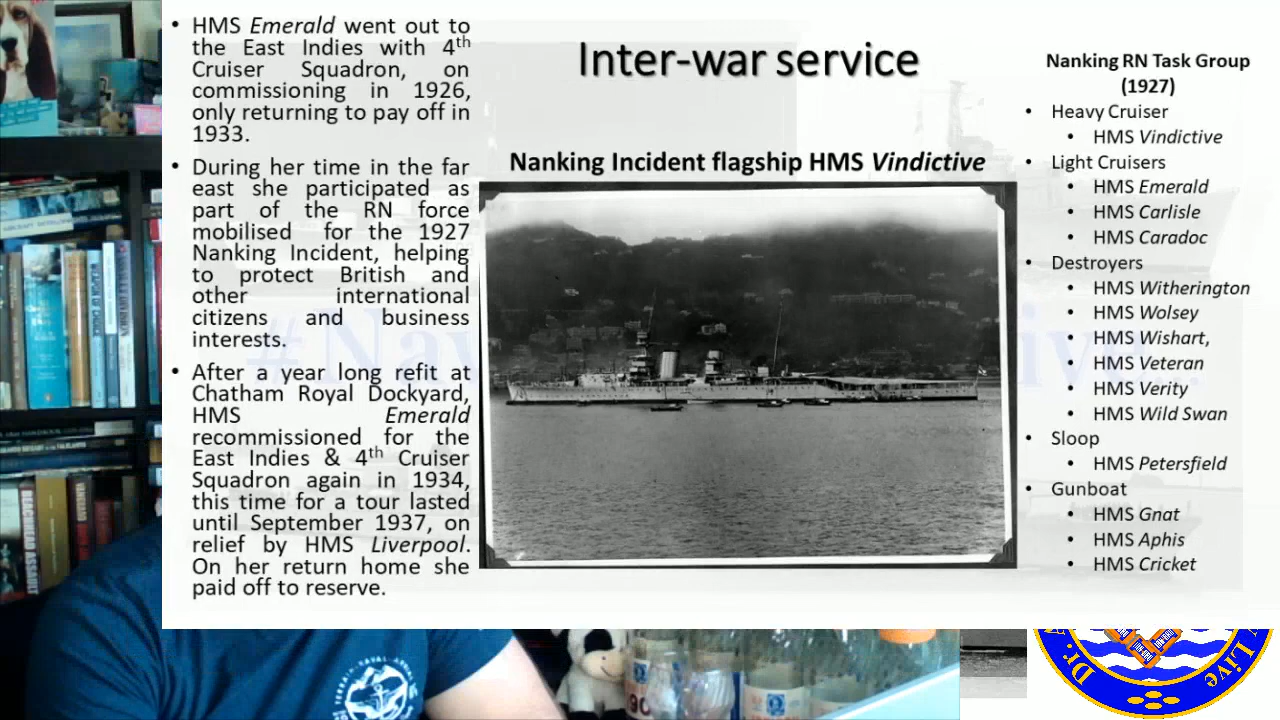 • HMS Emerald went out to
the East Indies with 4th
Cruiser Squadron, on
commissioning in 1926,
only returning to pay off in
1933.
• During her time in the far
east she participated as
part of the RN force
mobilised for the 1927
Nanking Incident, helping
to protect British and
other international
citizens and business
interests.
• After a year long refit at
Chatham Royal Dockyard,
HMS Emerald
recommissioned for the
East Indies & 4th Cruiser
Squadron again in 1934,
this time for a tour lasted
until September 1937, on
relief by HMS Liverpool.
On her return home she
paid off to reserve.
Inter-war service
Nanking Incident flagship HMS Vindictive
Nanking RN Task Group
(1927)
• Heavy Cruiser
• HMS Vindictive
• Light Cruisers
• HMS Emerald
• HMS Carlisle
• HMS Caradoc
• Destroyers
• HMS Witherington
• HMS Wolsey
• HMS Wishart,
• HMS Veteran
• HMS Verity
• HMS Wild Swan
• Sloop
• HMS Petersfield
• Gunboat
• HMS Gnat
• HMS Aphis
• HMS Cricket
Dr.
Live